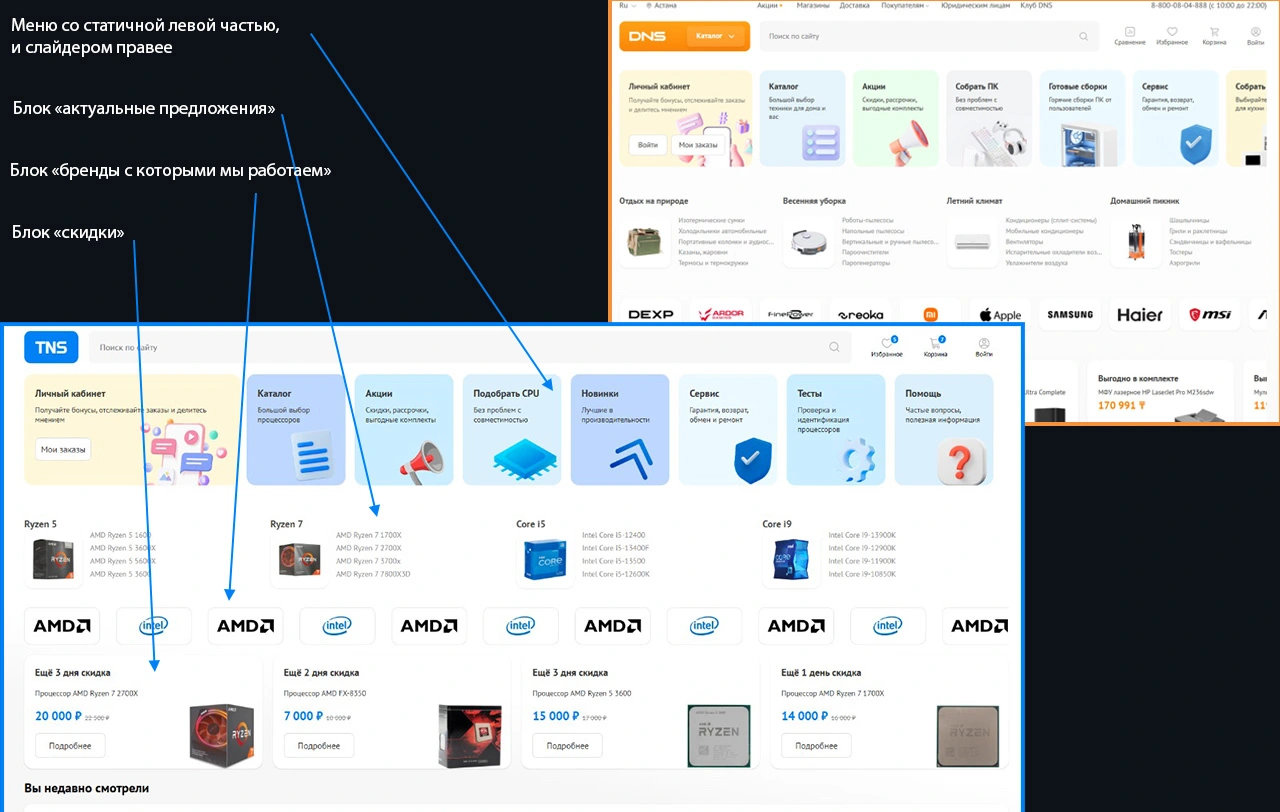 Меню со статичной левой частью,
и слайдером правее
Блок «актуальные предложения»
Блок «бренды с которыми мы работаем»
Блок «скидки»
Ru Астана Акции Магазины Доставка Покупателям Юридическим лицам Клуб DNS 8-800-08-04-888 (с 10:00 до 22:00)
DNS Каталог Поиск по сайту Сравнение Избранное Корзина Войти
Личный кабинет
Получайте бонусы, отслеживайте заказы и делитесь мнением
Войти Мои заказы
Каталог
Большой выбор
техники для дома и
вас
Акции
Скидки, рассрочки,
выгодные комплекты
Собрать ПК
Без проблем с
совместимостью
Готовые сборки
Горячие сборки ПК от
пользователей
Сервис
Гарантия, возврат,
обмен и ремонт
Собрать
Выбирайт
для кухни
Отдых на природе
Изотермические сумки
Холодильники автомобильные
Портативные колонки и аудиос...
Казаны, жаровни
Термосы и термокружки
Весенняя уборка
Роботы-пылесосы
Напольные пылесосы
Вертикальные и ручные пылесо...
Пароочистители
Парогенераторы
Летний климат
Кондиционеры (сплит-системы)
Мобильные кондиционеры
Вентиляторы
Испарительные охладители воз...
Увлажнители воздуха
Домашний пикник
Шашлычницы
Грили и раклетницы
Сэндвичницы и вафельницы
Тостеры
Аэрогрили
DEXP ARDOR FinePower reoka mi Apple SAMSUNG Haier msi
ltra Complete
Выгодно в комплекте
МФУ лазерное HP LaserJet Pro M236sdw
170 991 ₸
Выг
Мул
11
TNS Поиск по сайту 5 Избранное 2 Корзина Войти
Личный кабинет
Получайте бонусы, отслеживайте заказы и делитесь
мнением
Мои заказы
Каталог
Большой выбор
процессоров
Акции
Скидки, рассрочки,
выгодные комплекты
Подобрать CPU
Без проблем с
совместимостью
Новинки
Лучшие в
производительности
Сервис
Гарантия, возврат,
обмен и ремонт
Тесты
Проверка и
идентификация
процессоров
Помощь
Частые вопросы,
полезная информация
Ryzen 5
AMD Ryzen 5 1600
AMD Ryzen 5 3600X
AMD Ryzen 5 5600X
AMD Ryzen 5 3600
Ryzen 7
AMD Ryzen 7 1700X
AMD Ryzen 7 2700X
AMD Ryzen 7 3700x
AMD Ryzen 7 7800X3D
Core i5
Intel Core I5-12400
Intel Core I5-13400F
Intel Core I5-13500
Intel Core I5-12600K
Core i9
Intel Core I9-13900K
Intel Core I9-12900K
Intel Core I9-11900K
Intel Core I9-10850K
AMD intel AMD intel AMD intel AMD intel AMD intel AMD
Ещё 3 дня скидка
Процессор AMD Ryzen 7 2700X
20 000 ₽ 22 500 ₽
Подробнее
RYZEN
Ещё 2 дня скидка
Процессор AMD FX-8350
7 000 ₽ 10 000 ₽
Подробнее
Ещё 3 дня скидка
Процессор AMD Ryzen 5 3600
15 000 ₽ 17 000 ₽
Подробнее
RYZEN
Ещё 1 день скидка
Процессор AMD Ryzen 7 1700X
14 000 ₽ 16 000 ₽
Подробнее
RYZEN
Вы недавно смотрели